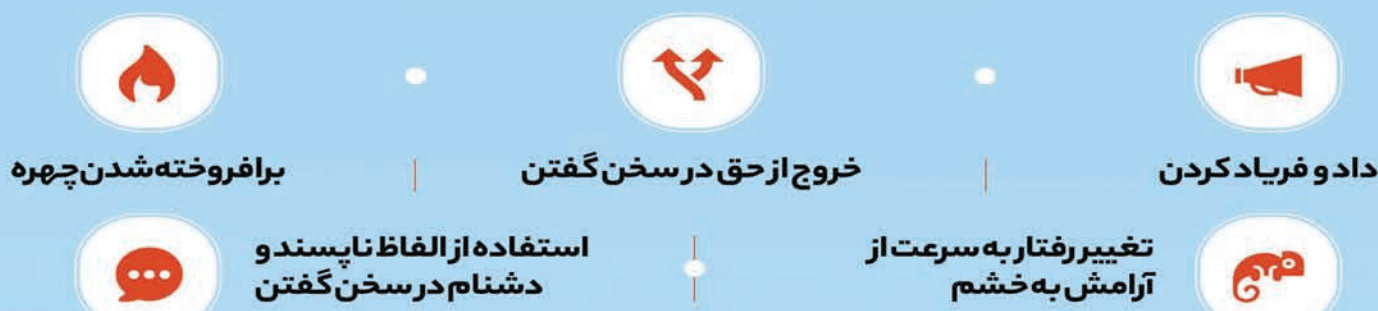 داد و فریاد کردن
خروج از حق در سخن گفتن
برافروخته شدن چهره
تغییر رفتار به سرعت از
آرامش به خشم
استفاده از الفاظ ناپسند و
دشنام در سخن گفتن